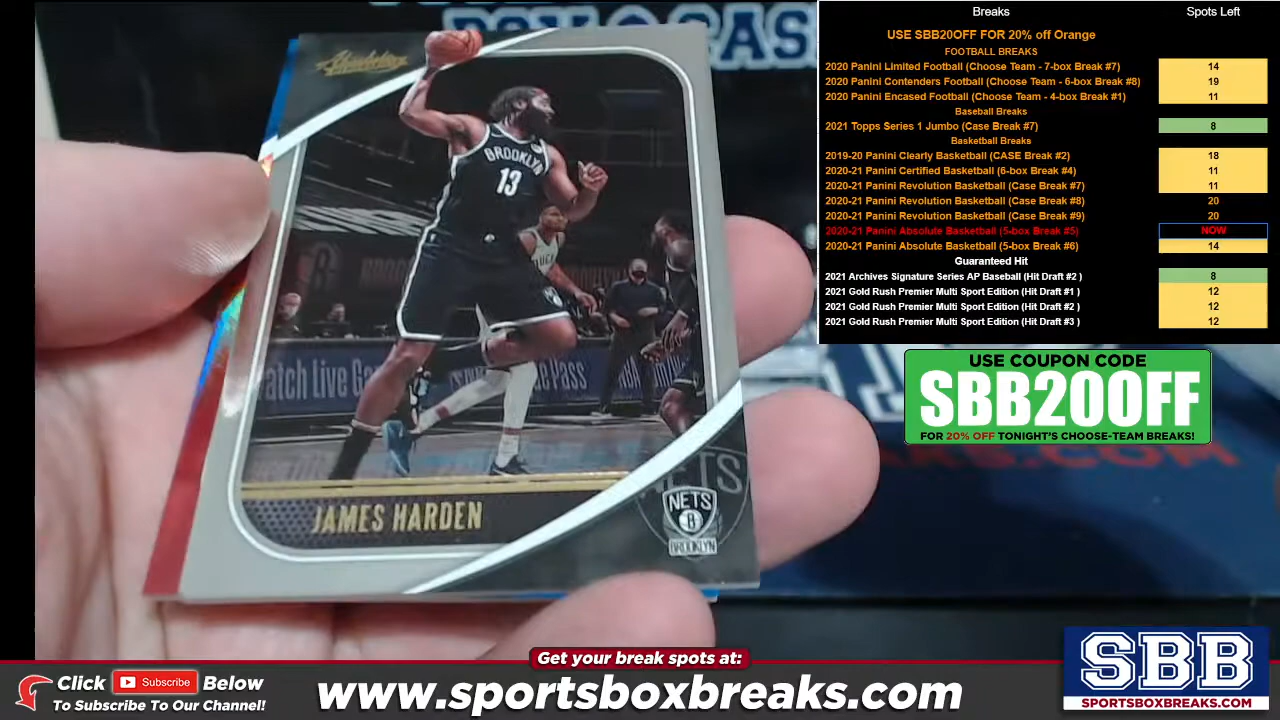 Absolute
BROOKLYN
13
BUCKS
Watch Live
Pass
NBA
JAMES HARDEN
NETS
NETS
B
BROOKLYN
Breaks Spots Left
USE SBB20OFF FOR 20% off Orange
FOOTBALL BREAKS
2020 Panini Limited Football (Choose Team - 7-box Break #7) 14
2020 Panini Contenders Football (Choose Team - 6-box Break #8) 19
2020 Panini Encased Football (Choose Team - 4-box Break #1) 11
Baseball Breaks
2021 Topps Series 1 Jumbo (Case Break #7) 8
Basketball Breaks
2019-20 Panini Clearly Basketball (CASE Break #2) 18
2020-21 Panini Certified Basketball (6-box Break #4) 11
2020-21 Panini Revolution Basketball (Case Break #7) 11
2020-21 Panini Revolution Basketball (Case Break #8) 20
2020-21 Panini Revolution Basketball (Case Break #9) 20
2020-21 Panini Absolute Basketball (5-box Break #5) NOW
2020-21 Panini Absolute Basketball (5-box Break #6) 14
Guaranteed Hit
2021 Archives Signature Series AP Baseball (Hit Draft #2 ) 8
2021 Gold Rush Premier Multi Sport Edition (Hit Draft #1 ) 12
2021 Gold Rush Premier Multi Sport Edition (Hit Draft #2 ) 12
2021 Gold Rush Premier Multi Sport Edition (Hit Draft #3 ) 12
USE COUPON CODE
SBB20OFF
FOR 20% OFF TONIGHT'S CHOOSE-TEAM BREAKS!
Get your break spots at:
Click Subscribe Below
To Subscribe To Our Channel!
www.sportsboxbreaks.com
SBB
SPORTSBOXBREAKS.COM